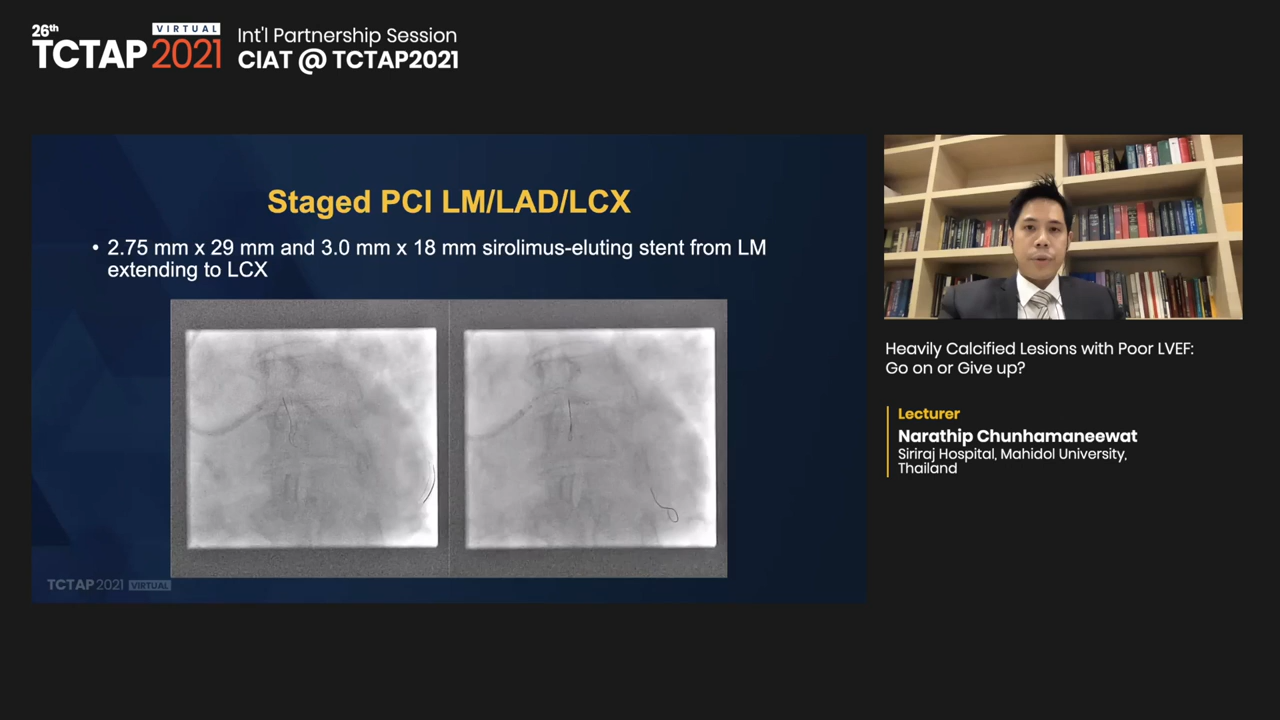 26th
VIRTUAL
TCTAP 2021
Int'l Partnership Session
CIAT @ TCTAP2021
Staged PCI LM/LAD/LCX
• 2.75 mm x 29 mm and 3.0 mm x 18 mm sirolimus-eluting stent from LM
extending to LCX
TCTAP 2021 VIRTUAL
Heavily Calcified Lesions with Poor LVEF:
Go on or Give up?
Lecturer
Narathip Chunhamaneewat
Siriraj Hospital, Mahidol University,
Thailand